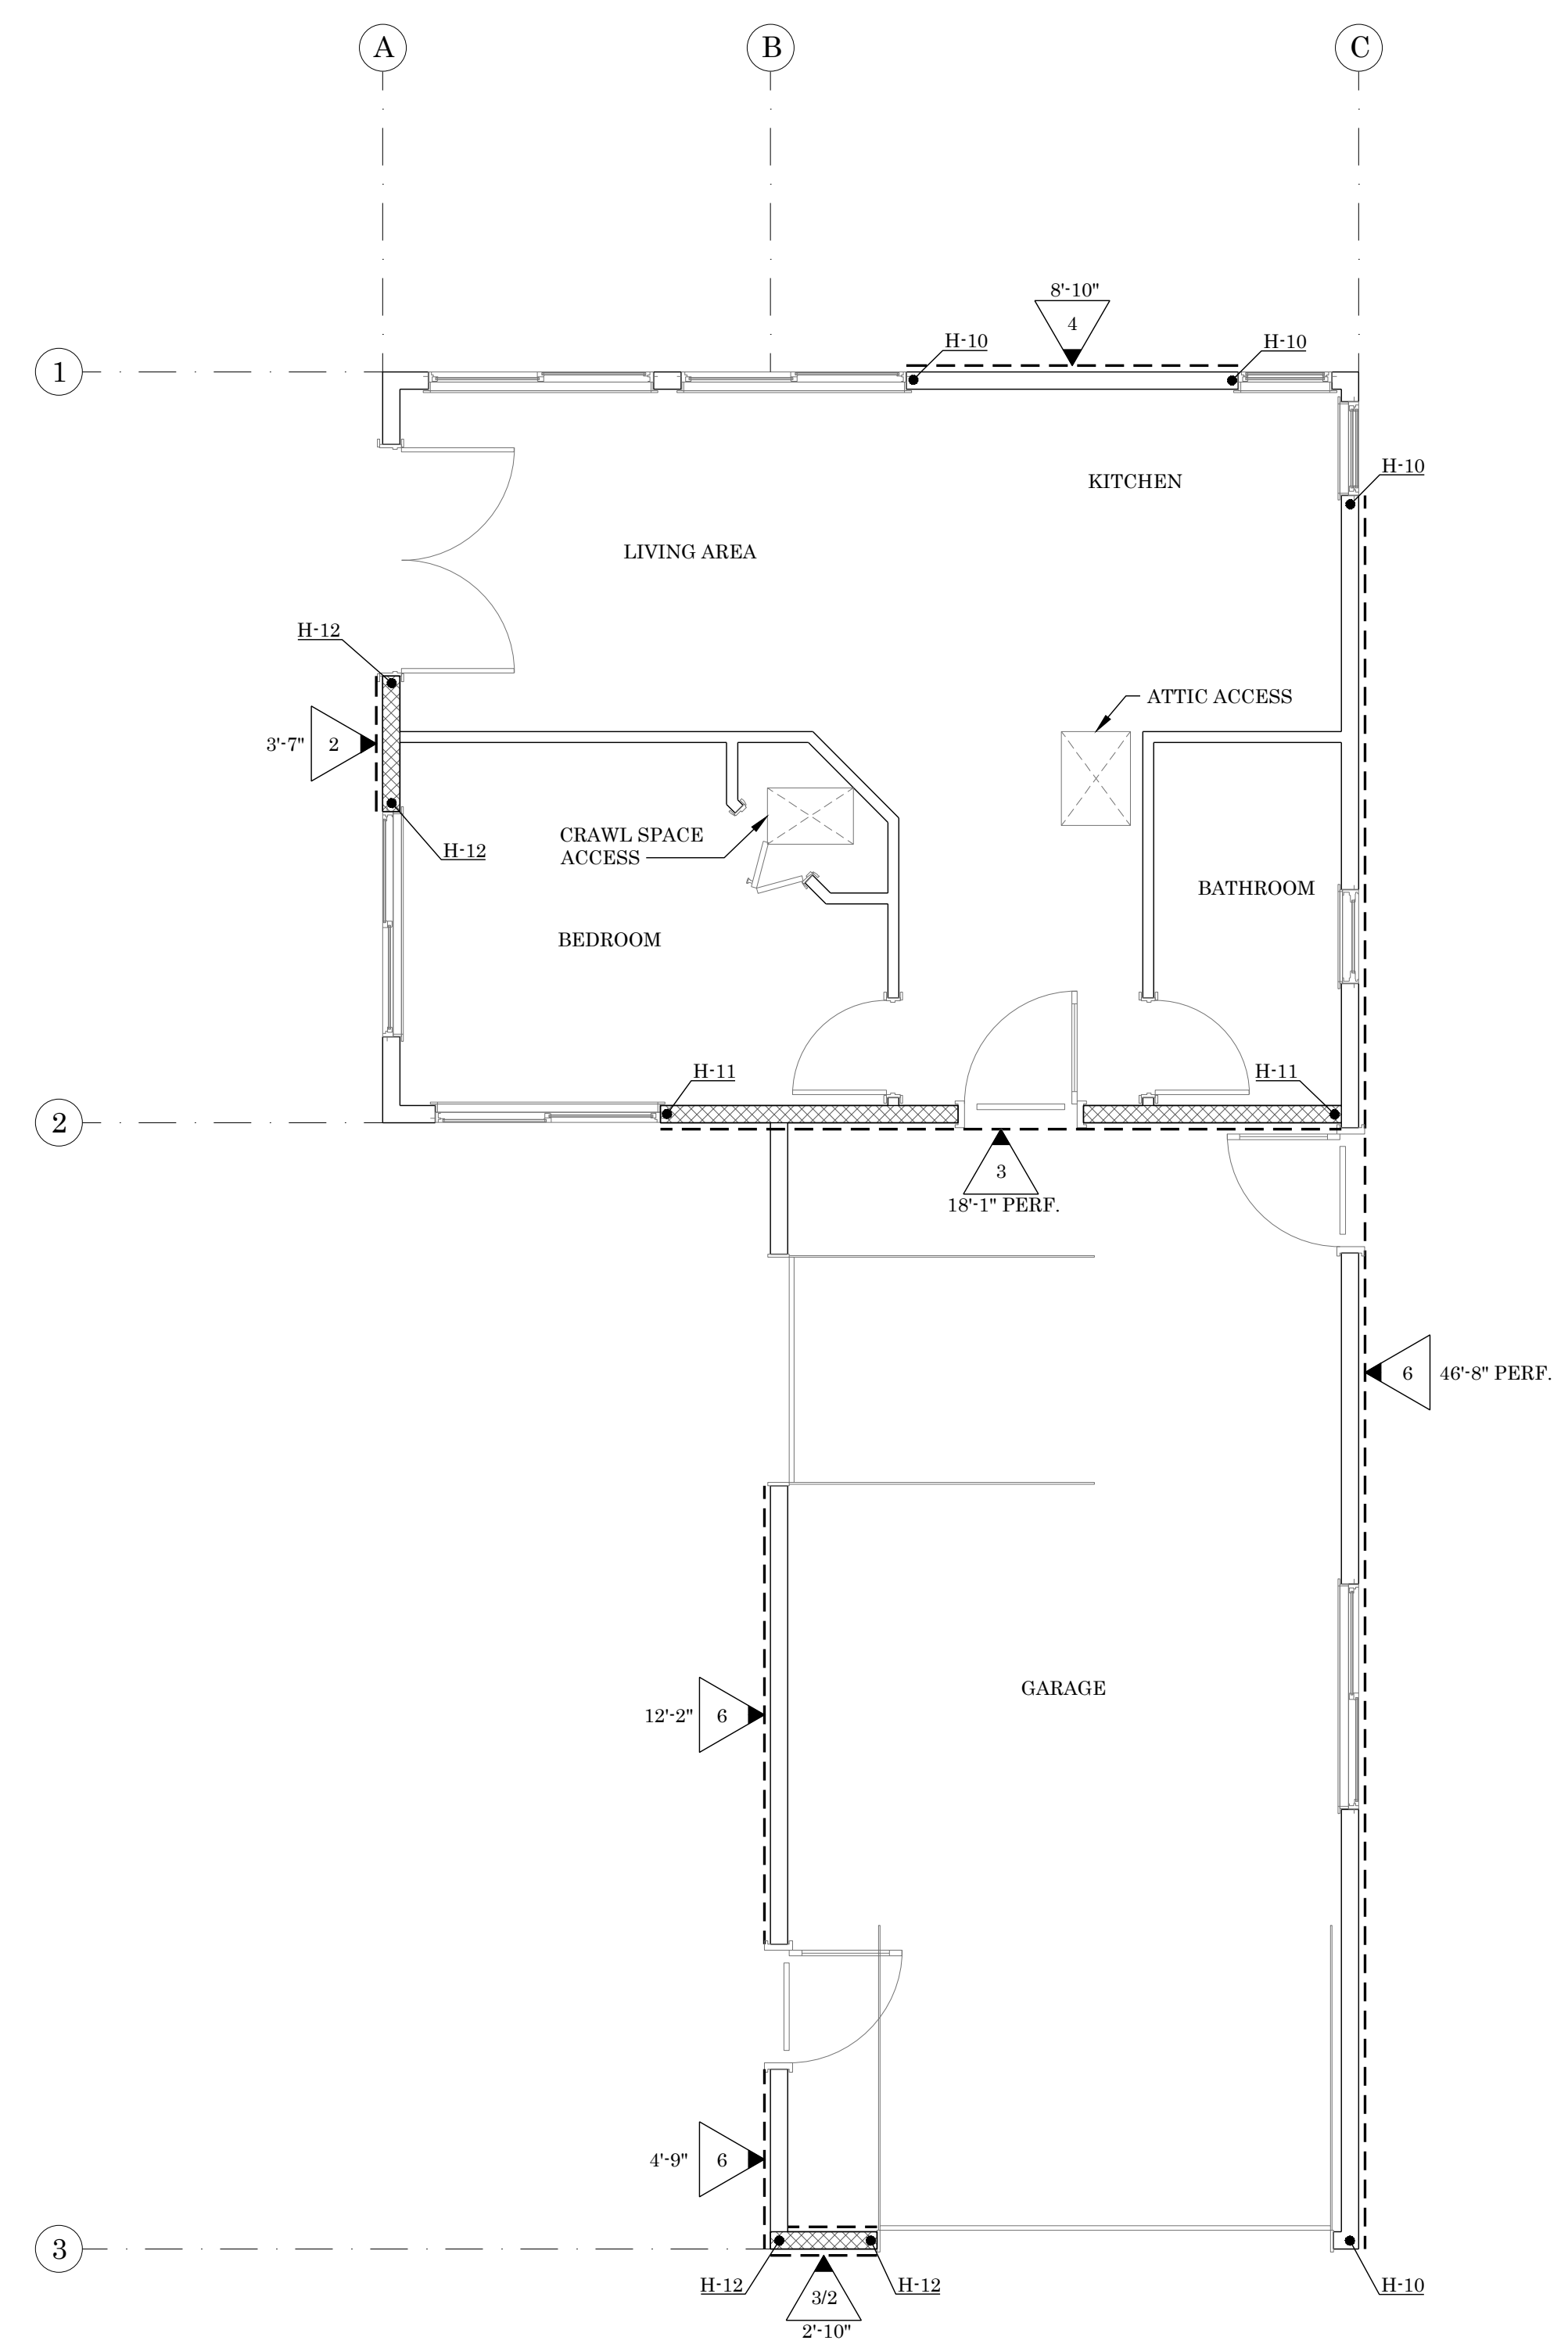 A
B
C
8'-10"
4
H-10
H-10
1
H-10
KITCHEN
LIVING AREA
H-12
ATTIC ACCESS
3'-7"
2
CRAWL SPACE
ACCESS
H-12
BATHROOM
BEDROOM
H-11
H-11
2
3
18'-1" PERF.
6
46'-8" PERF.
GARAGE
12'-2"
6
4'-9"
6
3
H-12
3/2
H-12
H-10
2'-10"